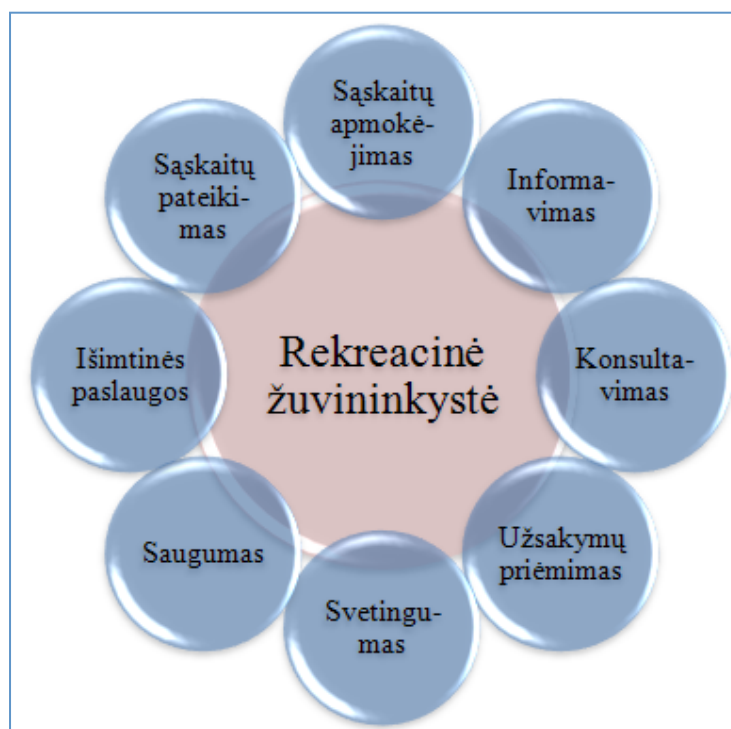 Sąskaitų
apmokė-
jimas
Informa-
vimas
Konsulta-
vimas
Užsakymų
priėmimas
Svetingu-
mas
Saugumas
Išimtinės
paslaugos
Sąskaitų
pateiki-
mas
Rekreacinė
žuvininkystė